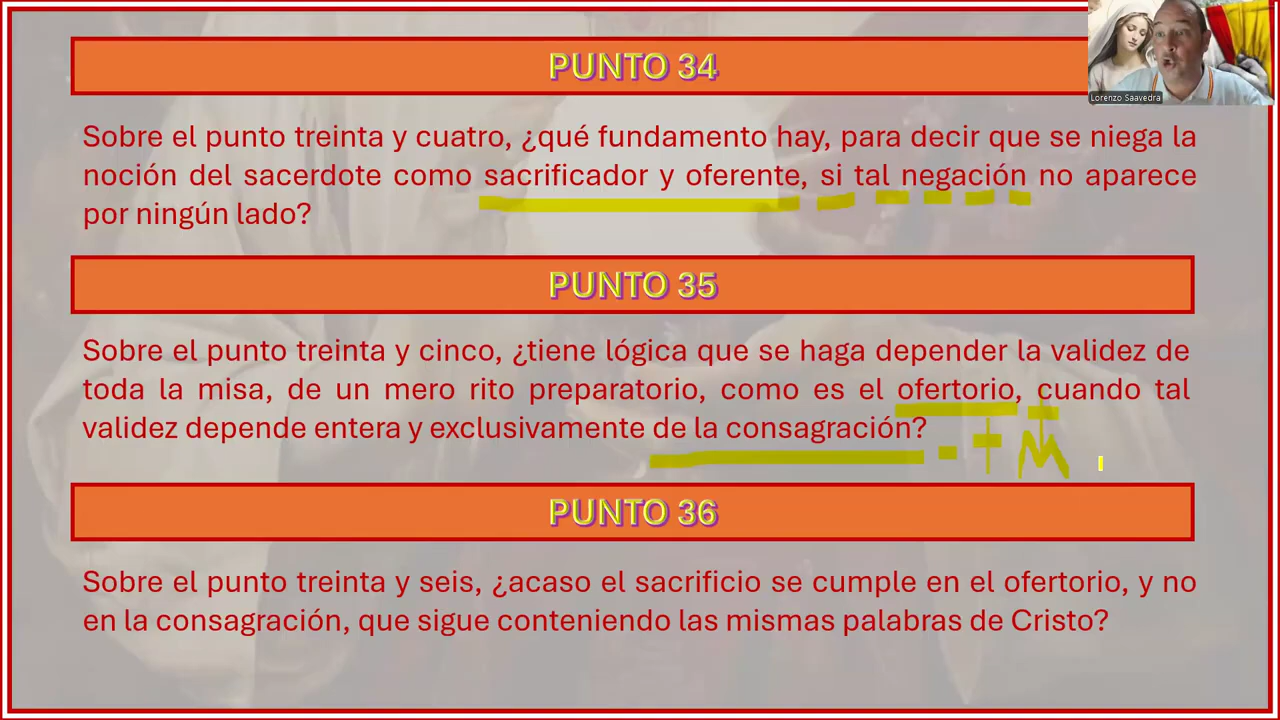 PUNTO 34
Lorenzo Saavedra
Sobre el punto treinta y cuatro, ¿qué fundamento hay, para decir que se niega la
noción del sacerdote como sacrificador y oferente, si tal negación no aparece
por ningún lado?
PUNTO 35
Sobre el punto treinta y cinco, ¿tiene lógica que se haga depender la validez de
toda la misa, de un mero rito preparatorio, como es el ofertorio, cuando tal
validez depende entera y exclusivamente de la consagración?
PUNTO 36
Sobre el punto treinta y seis, ¿acaso el sacrificio se cumple en el ofertorio, y no
en la consagración, que sigue conteniendo las mismas palabras de Cristo?